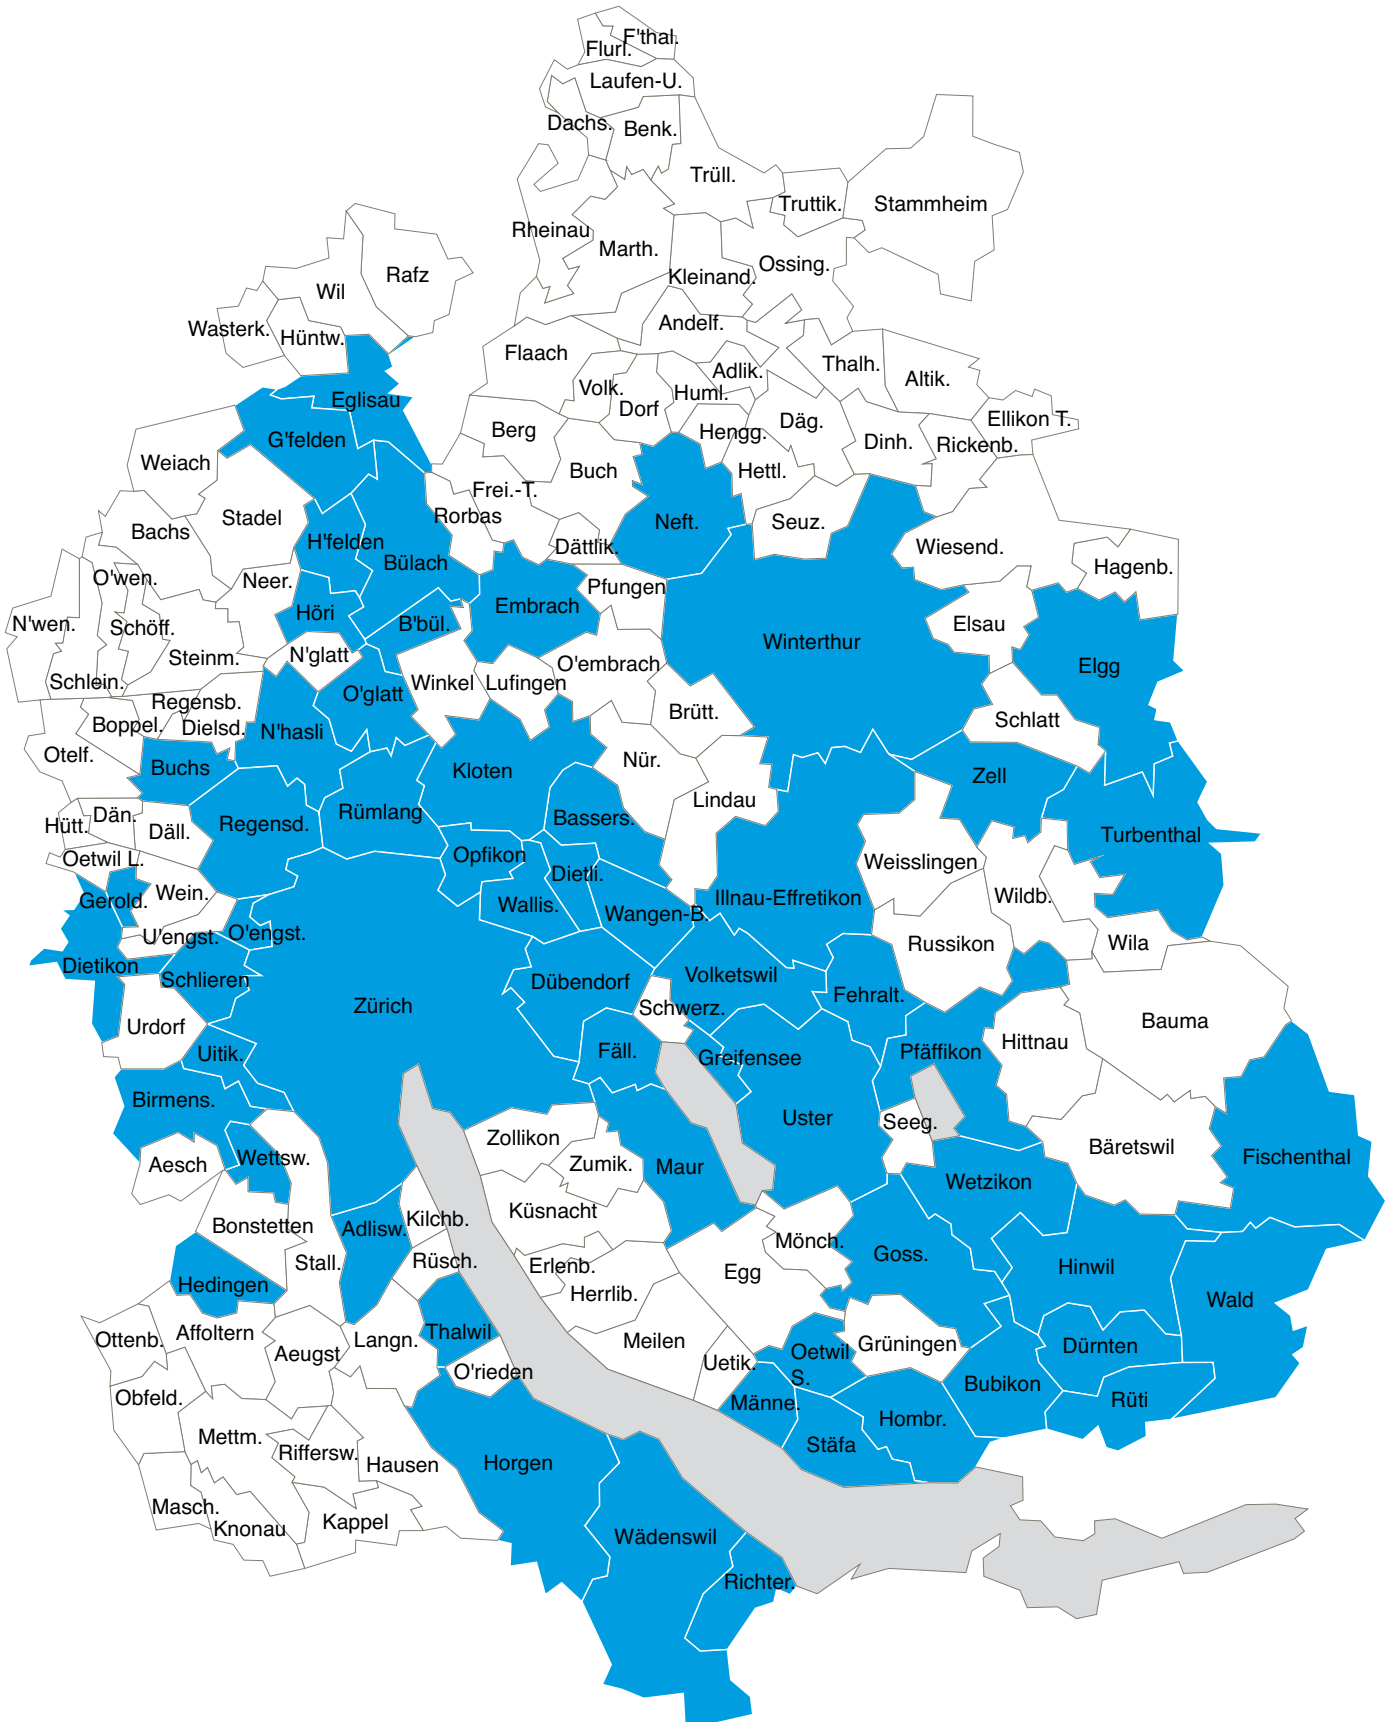 F'thal.
Flurl.
Laufen-U.
Dachs.
Benk.
Trüll.
Truttik.
Stammheim
Rheinau
Marth.
Ossing.
Kleinand.
Rafz
Wil
Wasterk.
Hüntw.
Andelf.
Flaach
Thalh.
Adlik.
Altik.
Volk.
Huml.
Dorf
Eglisau
Ellikon T.
Däg.
Berg
Hengg.
G'felden
Dinh.
Rickenb.
Weiach
Buch
Hettl.
Frei.-T.
Rorbas
Stadel
Neft.
Seuz.
Bachs
H'felden
Dättlik.
Wiesend.
Bülach
Hagenb.
O'wen.
Neer.
Pfungen
Embrach
Höri
N'wen.
Schöff.
B'bül.
Elsau
Winterthur
Steinm.
N'glatt
O'embrach
Elgg
Schlein.
Winkel
Lufingen
O'glatt
Regensb.
Brütt.
Schlatt
Boppel.
Dielsd.
N'hasli
Otelf.
Buchs
Nür.
Kloten
Zell
Lindau
Rümlang
Dän.
Hütt.
Däll.
Regensd.
Bassers.
Turbenthal
Oetwil L.
Opfikon
Weisslingen
Dietli.
Wein.
Gerold.
Wallis.
Illnau-Effretikon
Wildb.
Wangen-B.
U'engst.
O'engst.
Russikon
Wila
Dietikon
Schlieren
Dübendorf
Volketswil
Fehralt.
Zürich
Schwerz.
Urdorf
Bauma
Hittnau
Uitik.
Fäll.
Greifensee
Pfäffikon
Birmens.
Uster
Seeg.
Zollikon
Bäretswil
Wettsw.
Aesch
Zumik.
Maur
Fischenthal
Wetzikon
Küsnacht
Kilchb.
Bonstetten
Adlisw.
Mönch.
Goss.
Stall.
Rüsch.
Erlenb.
Egg
Hinwil
Hedingen
Herrlib.
Wald
Affoltern
Thalwil
Ottenb.
Langn.
Meilen
Grüningen
Dürnten
Aeugst
Oetwil
S.
Uetik.
O'rieden
Bubikon
Obfeld.
Männe.
Rüti
Hombr.
Mettm.
Stäfa
Riffersw.
Hausen
Horgen
Masch.
Knonau
Kappel
Wädenswil
Richter.